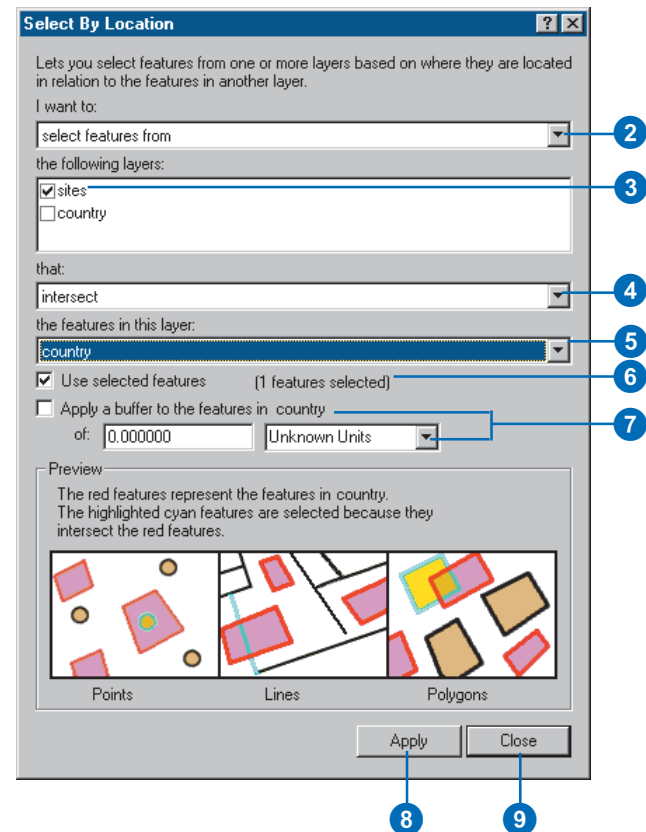 Select By Location
Lets you select features from one or more layers based on where they are located
in relation to the features in another layer.
I want to:
select features from
2
the following layers:
sites
3
country
that:
intersect
4
the features in this layer:
country
5
Use selected features (1 features selected)
6
Apply a buffer to the features in country
7
of: 0.000000 Unknown Units
Preview
The red features represent the features in country.
The highlighted cyan features are selected because they
intersect the red features.
Points Lines Polygons
Apply Close
8 9